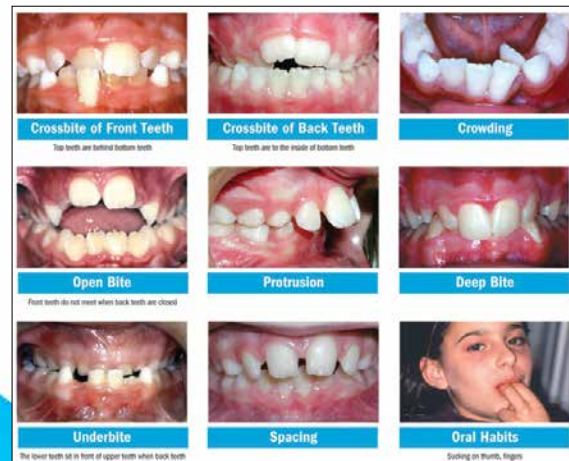 Crossbite of Front Teeth
Top teeth are behind bottom teeth
Crossbite of Back Teeth
Top teeth are to the inside of bottom teeth
Crowding
Open Bite
Front teeth do not meet when back teeth are closed
Protrusion
Deep Bite
Underbite
The lower teeth sit in front of upper teeth when back teeth
Spacing
Oral Habits
Sucking on thumb, fingers